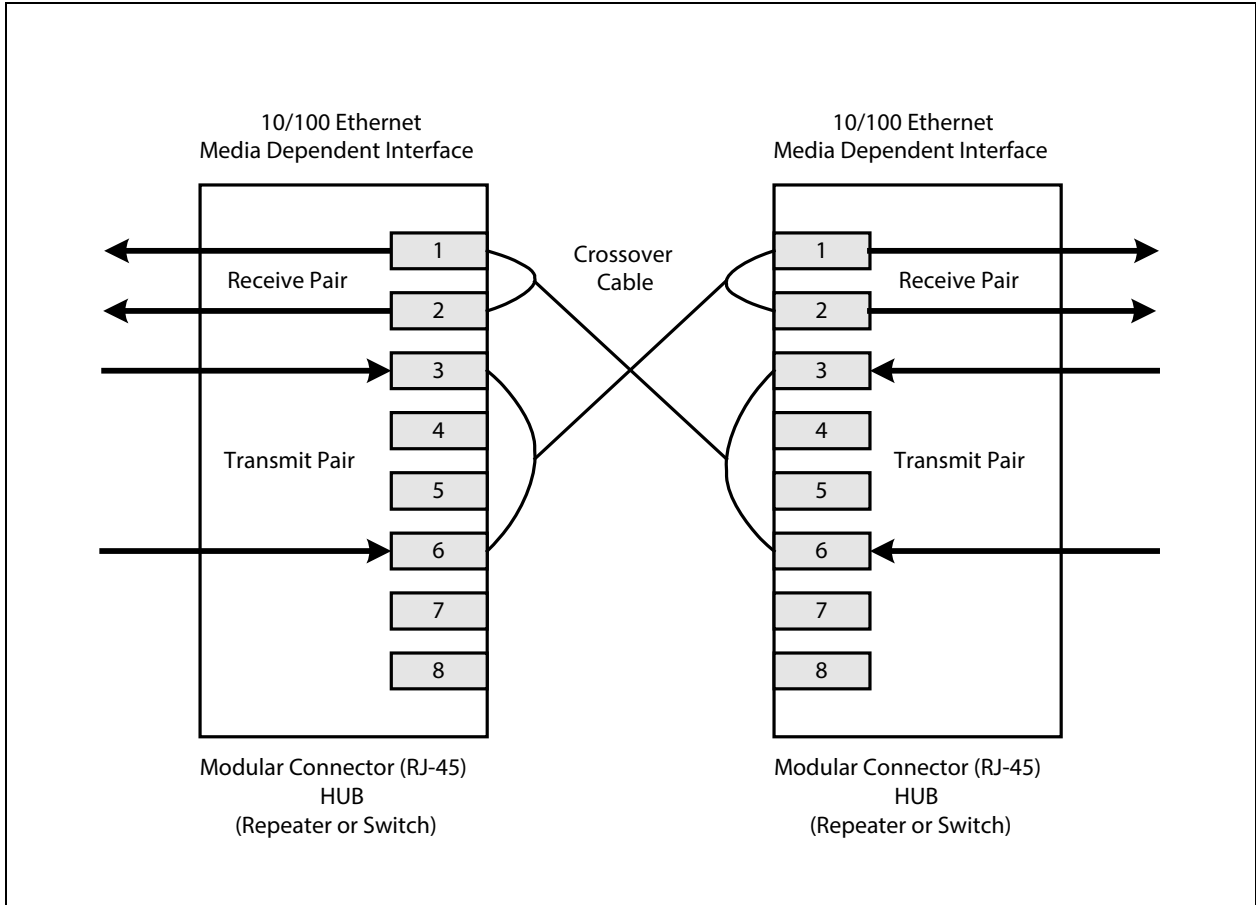 10/100 Ethernet
Media Dependent Interface
10/100 Ethernet
Media Dependent Interface
1
Receive Pair
2
3
4
Transmit Pair
5
6
7
8
Crossover
Cable
1
Receive Pair
2
3
4
Transmit Pair
5
6
7
8
Modular Connector (RJ-45)
HUB
(Repeater or Switch)
Modular Connector (RJ-45)
HUB
(Repeater or Switch)